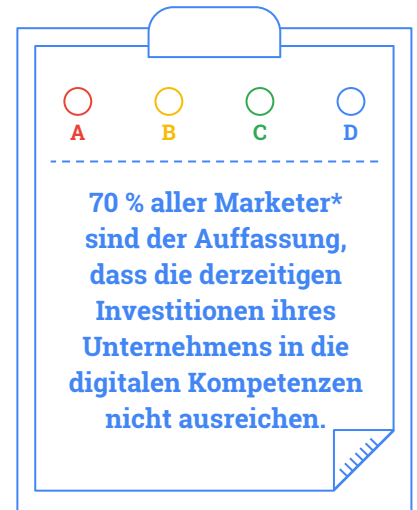 A B C D
70 % aller Marketer*
sind der Auffassung,
dass die derzeitigen
Investitionen ihres
Unternehmens in die
digitalen Kompetenzen
nicht ausreichen.